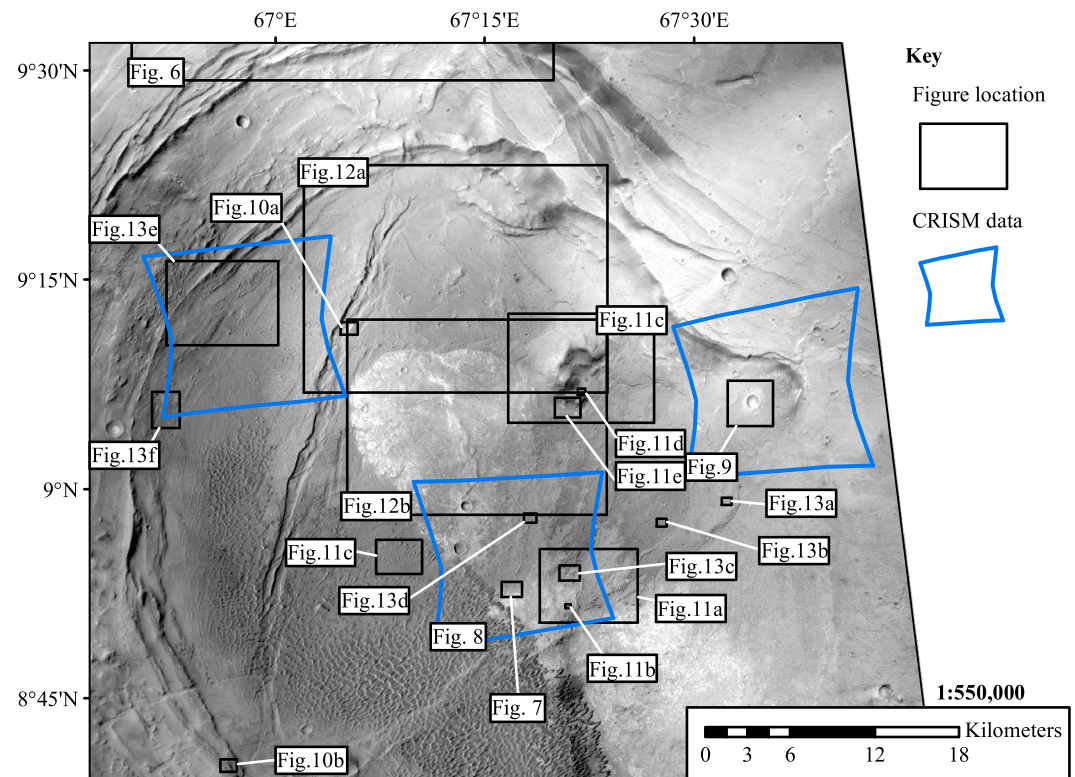 67°E 67°15'E 67°30'E
9°30'N
9°15'N
9°N
8°45'N
Fig. 6
Fig.12a
Fig.10a
Fig.13e
Fig.11c
Fig.11d
Fig.13f
Fig.11e
Fig.9
Fig.12b
Fig.13a
Fig.11c
Fig.13b
Fig.13c
Fig.13d
Fig.11a
Fig. 8
Fig.11b
Fig. 7
Fig.10b
Key
Figure location
CRISM data
1:550,000
Kilometers
0 3 6 12 18